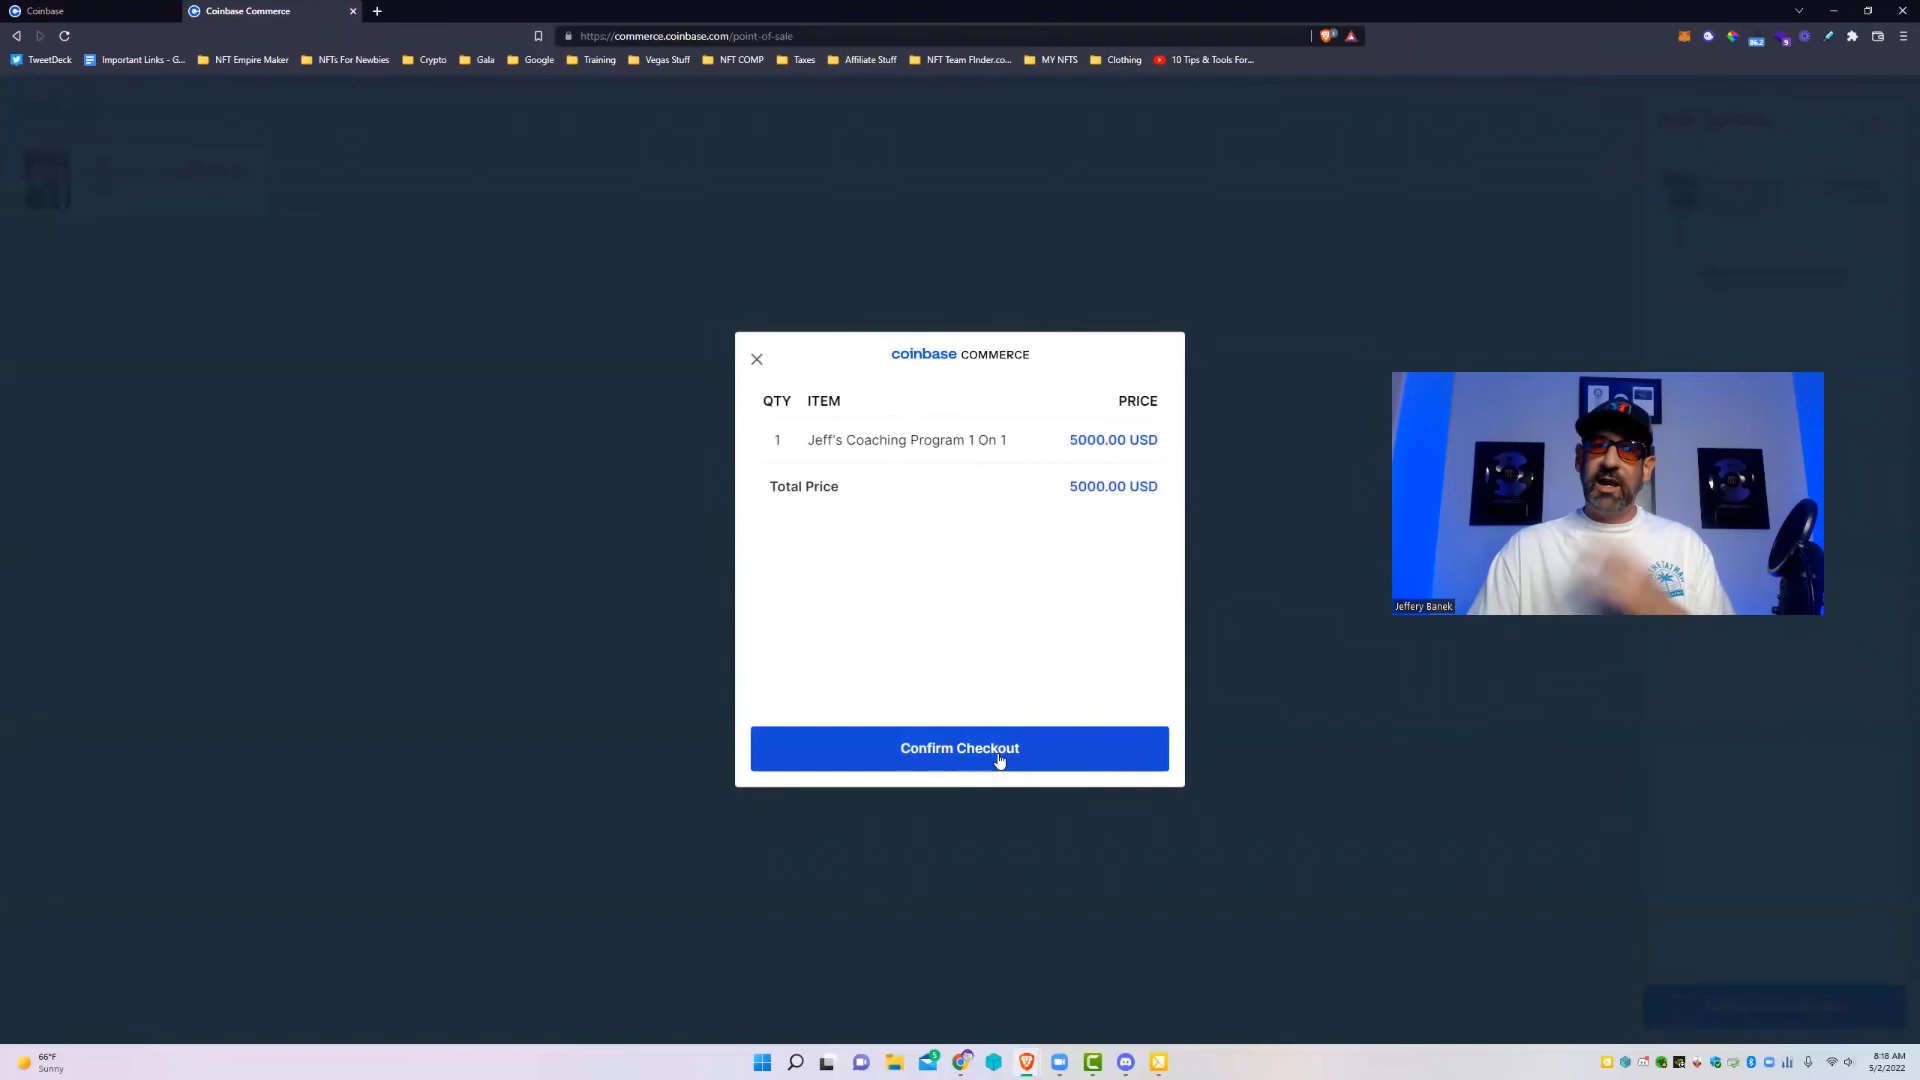 Coinbase
Coinbase Commerce
https://commerce.coinbase.com/point-of-sale
TweetDeck
Important Links - G...
NFT Empire Maker
NFTs For Newbies
Crypto
Gala
Google
Training
Vegas Stuff
NFT COMP
Taxes
Affiliate Stuff
NFT Team FInder.co...
MY NFTS
Clothing
10 Tips & Tools For...
coinbase COMMERCE
QTY ITEM PRICE
1 Jeff's Coaching Program 1 On 1 5000.00 USD
Total Price 5000.00 USD
Confirm Checkout
Jeffery Banek
66°F
Sunny
8:18 AM
5/2/2022